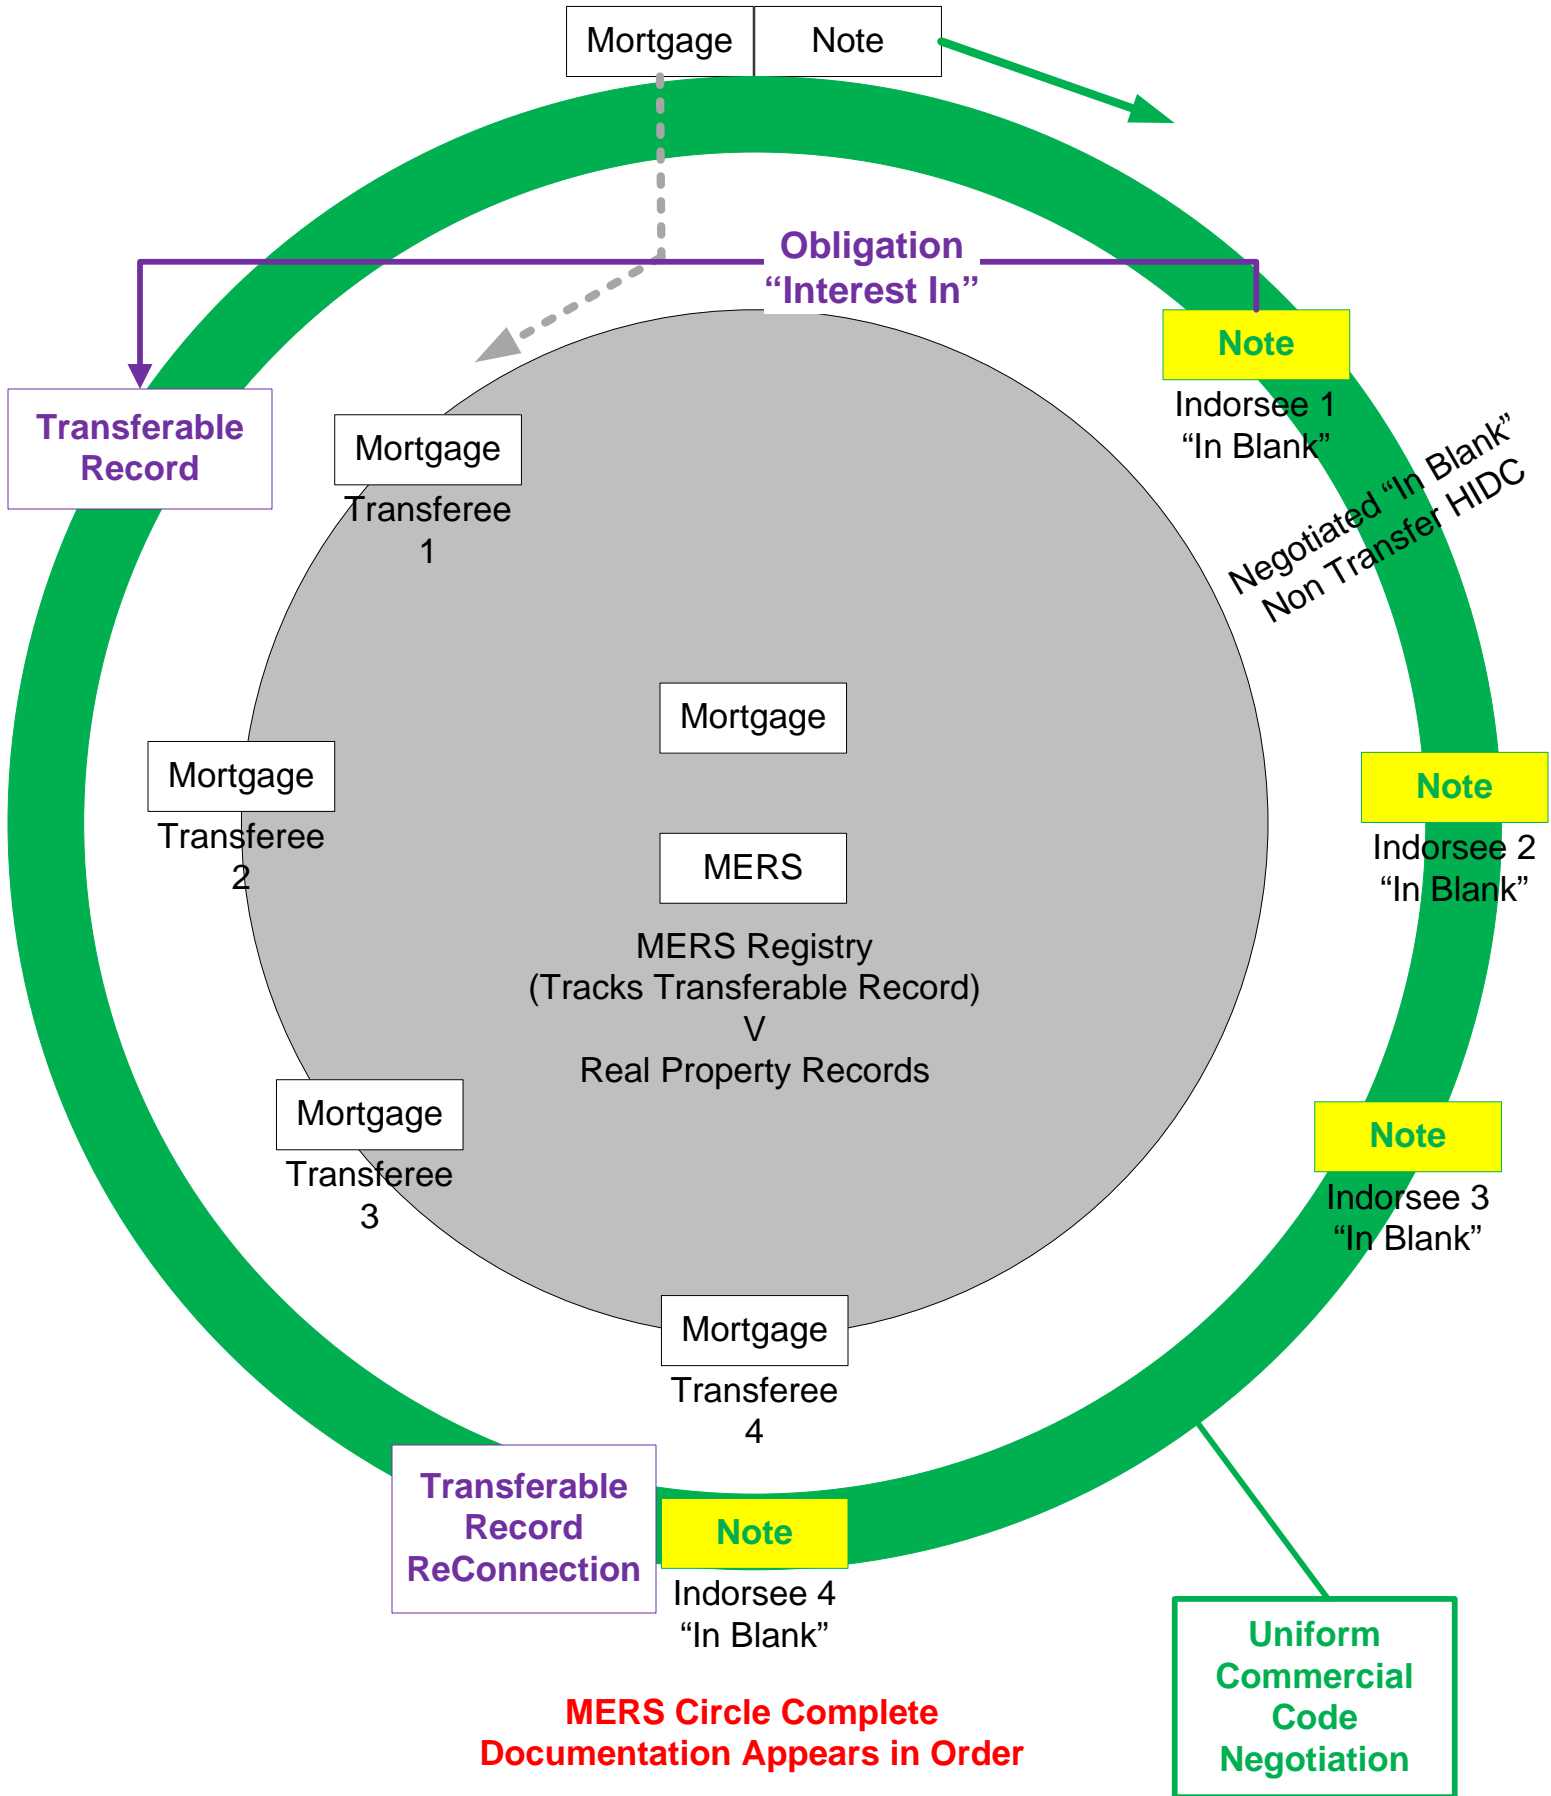 Mortgage
Note
Obligation
“Interest In”
Note
Indorsee 1
“In Blank”
Negotiated “In Blank”
Non Transfer HIDC
Transferable
Record
Mortgage
Transferee
1
Mortgage
MERS
MERS Registry
(Tracks Transferable Record)
V
Real Property Records
Mortgage
Transferee
2
Note
Indorsee 2
“In Blank”
Mortgage
Transferee
3
Note
Indorsee 3
“In Blank”
Mortgage
Transferee
4
Transferable
Record
ReConnection
Note
Indorsee 4
“In Blank”
Uniform
Commercial
Code
Negotiation
MERS Circle Complete
Documentation Appears in Order